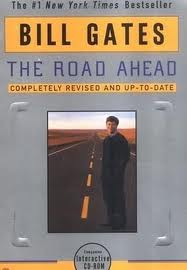 The #1 New York Times Bestseller
BILL GATES
THE ROAD AHEAD
COMPLETELY REVISED AND UP-TO-DATE
Companion
Interactive
CD-ROM